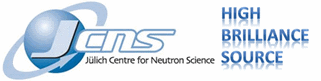 JCNS
Jülich Centre for Neutron Science
HIGH
BRILLIANCE
SOURCE